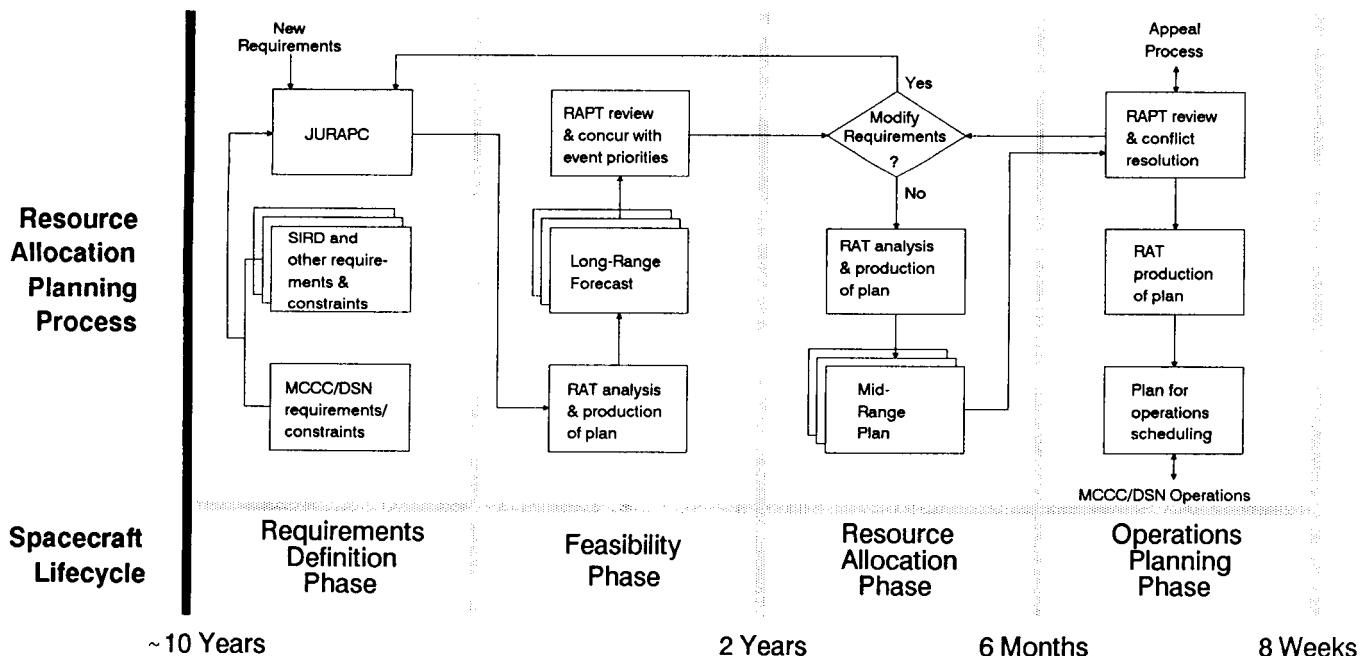 New
Requirements
JURAPC
SIRD and
other require-
ments &
constraints
MCCC/DSN
requirements/
constraints
RAPT review
& concur with
event priorities
Long-Range
Forecast
RAT analysis
& production
of plan
Yes
Modify
Requirements
?
No
RAT analysis
& production
of plan
Mid-
Range
Plan
Appeal
Process
RAPT review
& conflict
resolution
RAT
production
of plan
Plan for
operations
scheduling
MCCC/DSN Operations
Resource
Allocation
Planning
Process
Spacecraft
Lifecycle
Requirements
Definition
Phase
Feasibility
Phase
Resource
Allocation
Phase
Operations
Planning
Phase
~10 Years
2 Years
6 Months
8 Weeks